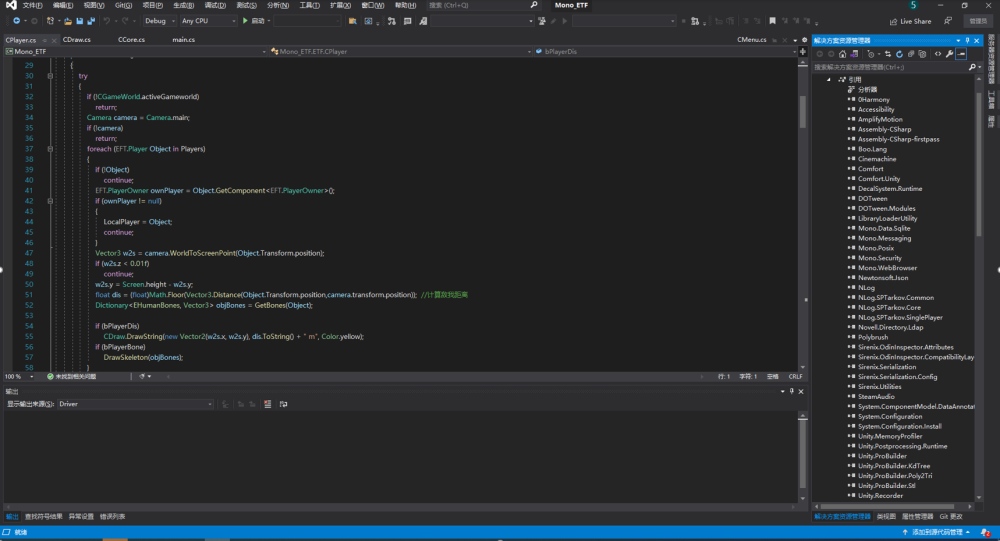 文件(F) 编辑(E) 视图(V) Git(G) 项目(P) 生成(B) 调试(D) 测试(S) 分析(N) 工具(T) 扩展(X) 窗口(W) 帮助(H) 搜索 (Ctrl+Q) Mono_ETF S
Debug Any CPU 启动 Live Share 管理员
CPlayer.cs CDraw.cs CCore.cs main.cs CMenu.cs
Mono_ETF Mono_ETF.ETF.CPlayer bPlayerDis
29 {
30 try
31 {
32 if (!CGameWorld.activeGameworld)
33 return;
34 Camera camera = Camera.main;
35 if (!camera)
36 return;
37 foreach (EFT.Player Object in Players)
38 {
39 if (!Object)
40 continue;
41 EFT.PlayerOwner ownPlayer = Object.GetComponent<EFT.PlayerOwner>();
42 if (ownPlayer != null)
43 {
44 LocalPlayer = Object;
45 continue;
46 }
47 Vector3 w2s = camera.WorldToScreenPoint(Object.Transform.position);
48 if (w2s.z < 0.01f)
49 continue;
50 w2s.y = Screen.height - w2s.y;
51 float dis = (float)Math.Floor(Vector3.Distance(Object.Transform.position,camera.transform.position)); //计算敌我距离
52 Dictionary<EHumanBones, Vector3> objBones = GetBones(Object);
53
54 if (bPlayerDis)
55 CDraw.DrawString(new Vector2(w2s.x, w2s.y), dis.ToString() + " m", Color.yellow);
56 if (bPlayerBone)
57 DrawSkeleton(objBones);
58 }
100 % 未找到相关问题 行: 1 字符: 1 空格 CRLF
输出
显示输出来源(S): Driver
输出 查找符号结果 异常设置 错误列表
就绪
解决方案资源管理器
搜索解决方案资源管理器(Ctrl+;)
引用
分析器
0Harmony
Accessibility
AmplifyMotion
Assembly-CSharp
Assembly-CSharp-firstpass
Boo.Lang
Cinemachine
Comfort
Comfort.Unity
DecalSystem.Runtime
DOTween
DOTween.Modules
LibraryLoaderUtility
Mono.Data.Sqlite
Mono.Messaging
Mono.Posix
Mono.Security
Mono.WebBrowser
Newtonsoft.Json
NLog
NLog.SPTarkov.Common
NLog.SPTarkov.Core
NLog.SPTarkov.SinglePlayer
Novell.Directory.Ldap
Polybrush
Sirenix.OdinInspector.Attributes
Sirenix.OdinInspector.CompatibilityLay
Sirenix.Serialization
Sirenix.Serialization.Config
Sirenix.Utilities
SteamAudio
System.ComponentModel.DataAnnotat
System.Configuration
System.Configuration.Install
Unity.MemoryProfiler
Unity.Postprocessing.Runtime
Unity.ProBuilder
Unity.ProBuilder.KdTree
Unity.ProBuilder.Poly2Tri
Unity.ProBuilder.Stl
Unity.Recorder
解决方案资源管理器 类视图 属性管理器 Git 更改
添加到源代码管理 2
工具箱
属性